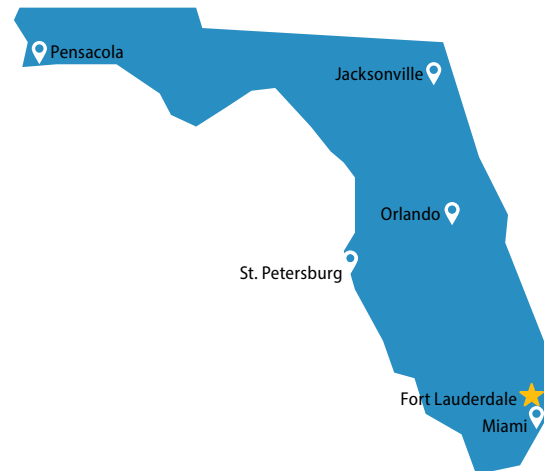 Pensacola
Jacksonville
Orlando
St. Petersburg
Fort Lauderdale
Miami